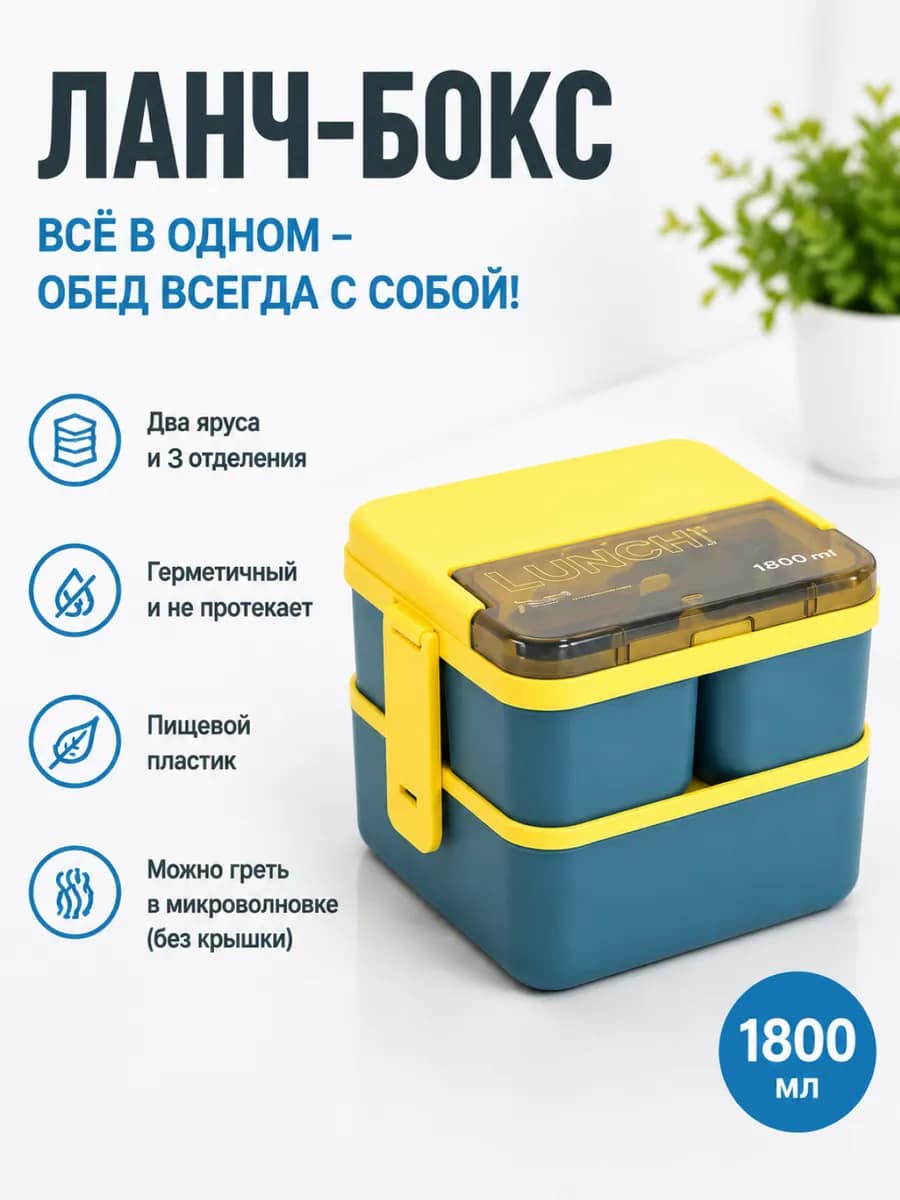 ЛАНЧ-БОКС
ВСЁ В ОДНОМ –
ОБЕД ВСЕГДА С СОБОЙ!
Два яруса
и 3 отделения
Герметичный
и не протекает
Пищевой
пластик
Можно греть
в микроволновке
(без крышки)
LUNCH
1800 ml
1800
мл